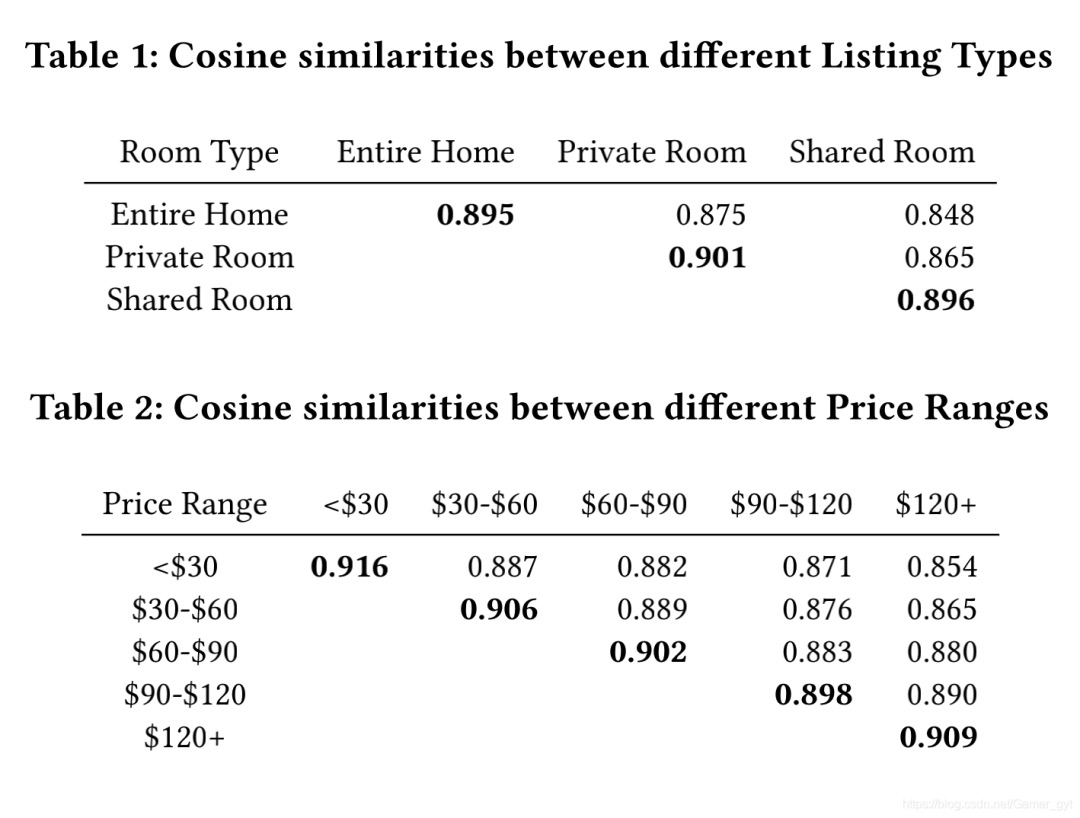 Table 1: Cosine similarities between different Listing Types
Room Type Entire Home Private Room Shared Room
Entire Home 0.895 0.875 0.848
Private Room 0.901 0.865
Shared Room 0.896
Table 2: Cosine similarities between different Price Ranges
Price Range <$30 $30-$60 $60-$90 $90-$120 $120+
<$30 0.916 0.887 0.882 0.871 0.854
$30-$60 0.906 0.889 0.876 0.865
$60-$90 0.902 0.883 0.880
$90-$120 0.898 0.890
$120+ 0.909
https://blog.csdn.net/Gamer_gyt